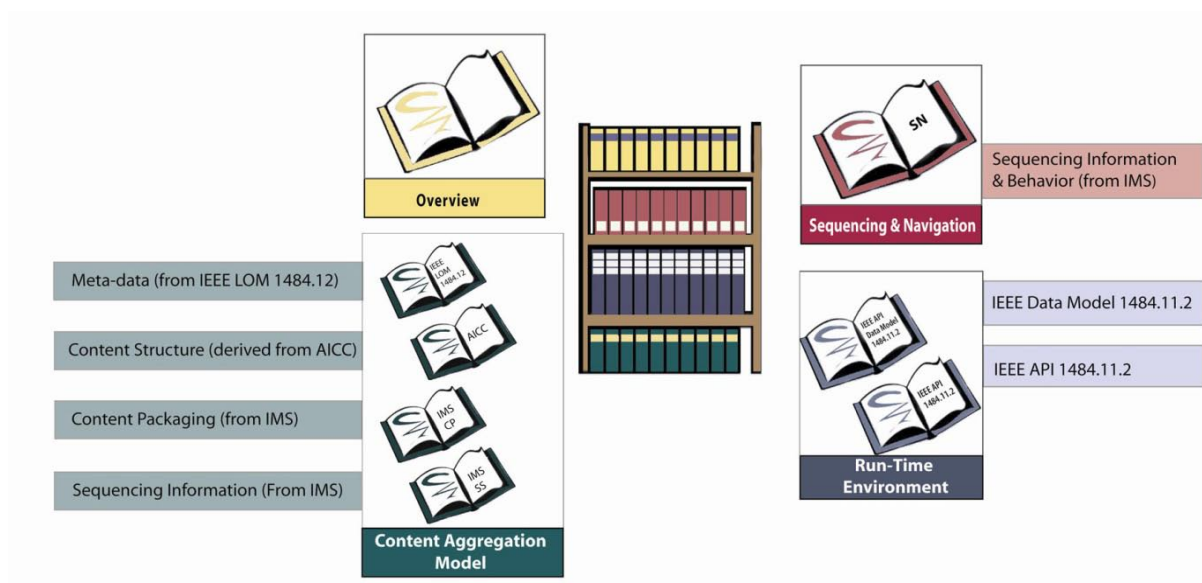 Overview
Meta-data (from IEEE LOM 1484.12)
Content Structure (derived from AICC)
Content Packaging (from IMS)
Sequencing Information (From IMS)
IEEE
LOM
1484.12
AICC
IMS
CP
IMS
SS
Content Aggregation
Model
SN
Sequencing & Navigation
Sequencing Information
& Behavior (from IMS)
IEEE API
Data Model
1484.11.2
IEEE API
1484.11.2
Run-Time
Environment
IEEE Data Model 1484.11.2
IEEE API 1484.11.2